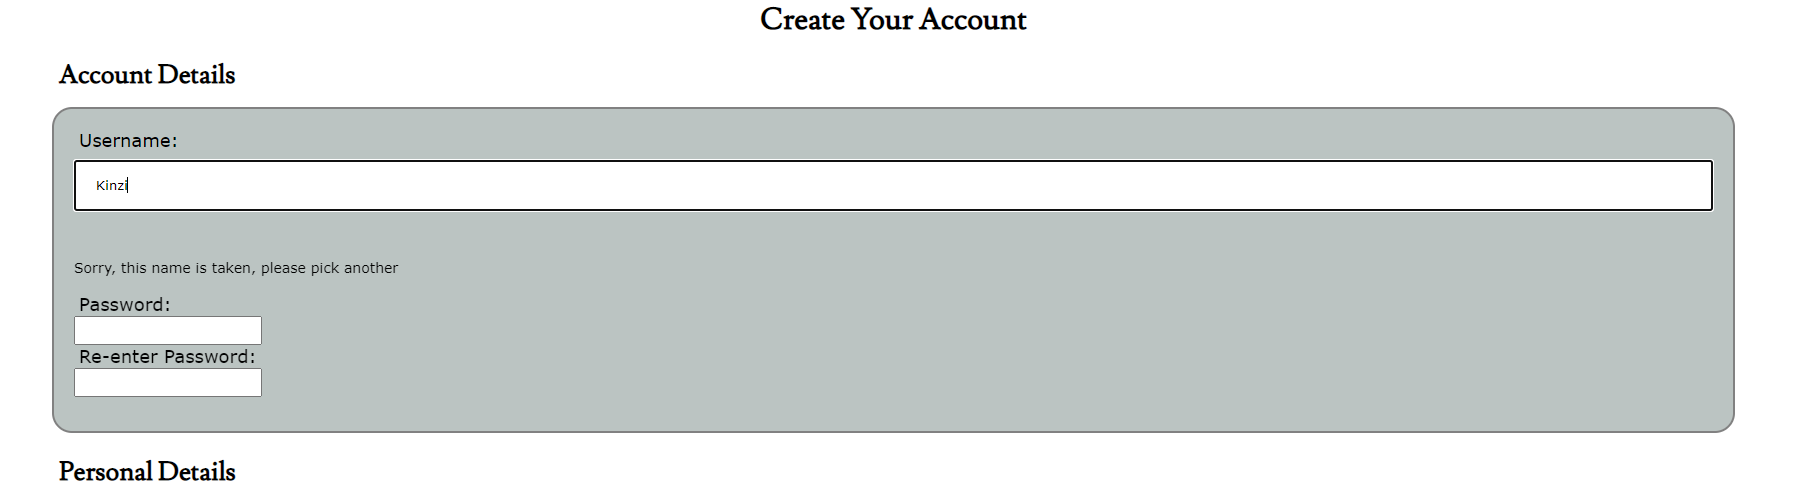 Create Your Account
Account Details
Username:
Kinzi
Sorry, this name is taken, please pick another
Password:
Re-enter Password:
Personal Details